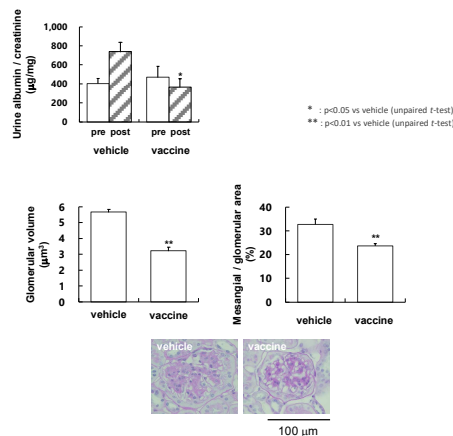 Urine albumin / creatinine
(µg/mg)
1,000
800
600
400
200
0
*
pre post pre post
vehicle vaccine
* : p<0.05 vs vehicle (unpaired t-test)
** : p<0.01 vs vehicle (unpaired t-test)
Glomerular volume
(µm³)
6
5
4
3
2
1
0
**
vehicle vaccine
Mesangial / glomerular area
(%)
40
30
20
10
0
**
vehicle vaccine
vehicle vaccine
100 µm